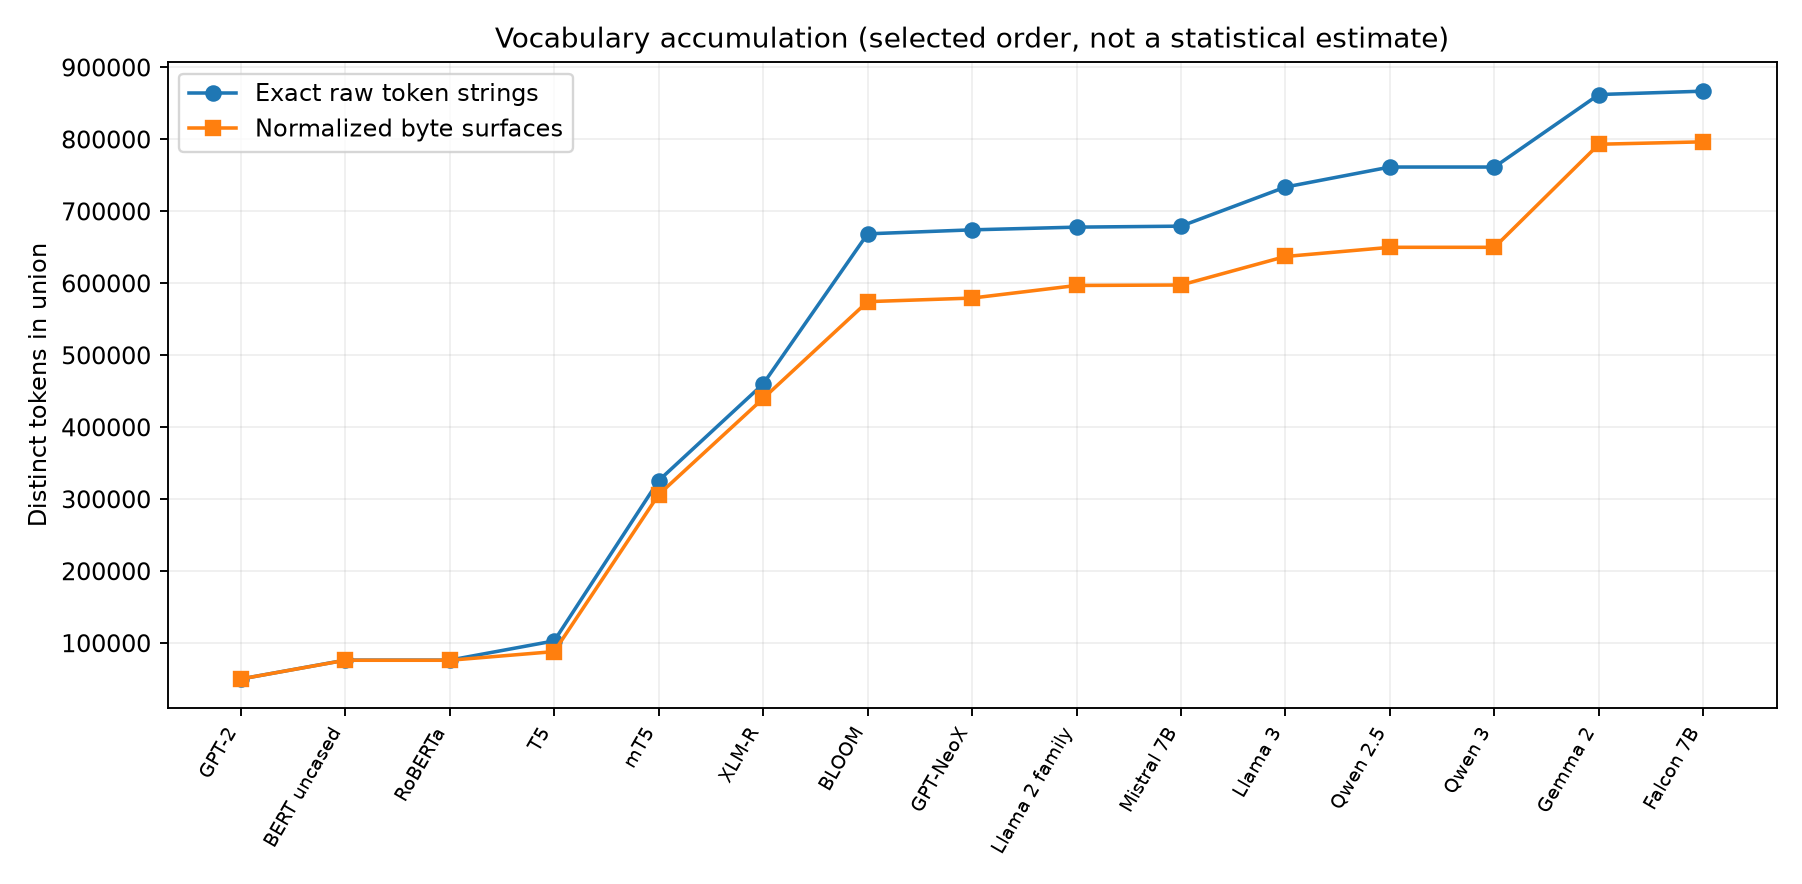 Vocabulary accumulation (selected order, not a statistical estimate)
Exact raw token strings
Normalized byte surfaces
Distinct tokens in union
900000
800000
700000
600000
500000
400000
300000
200000
100000
GPT-2
BERT uncased
RoBERTa
T5
mT5
XLM-R
BLOOM
GPT-NeoX
Llama 2 family
Mistral 7B
Llama 3
Qwen 2.5
Qwen 3
Gemma 2
Falcon 7B